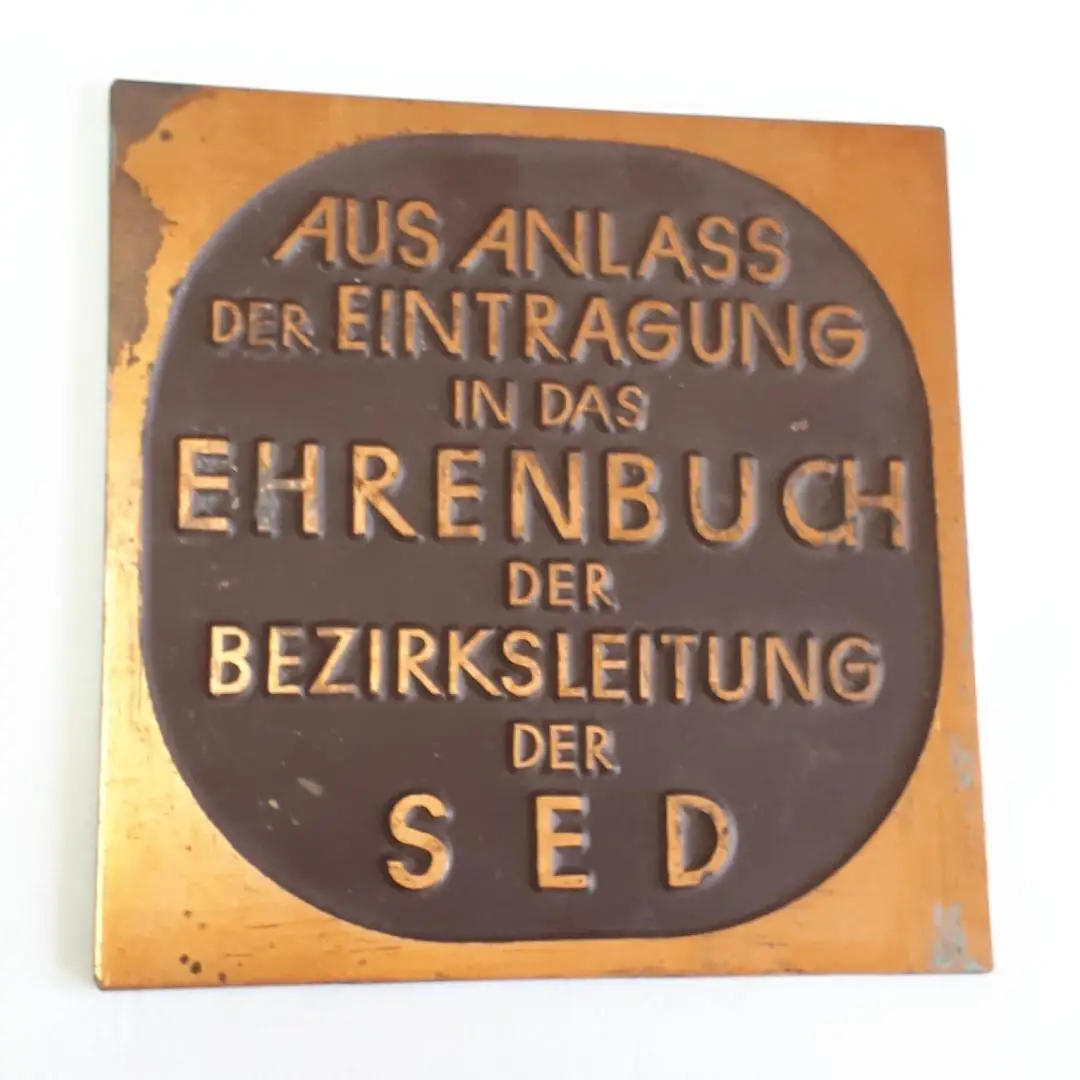 AUS ANLASS
DER EINTRAGUNG
IN DAS
EHRENBUCH
DER
BEZIRKSLEITUNG
DER
SED